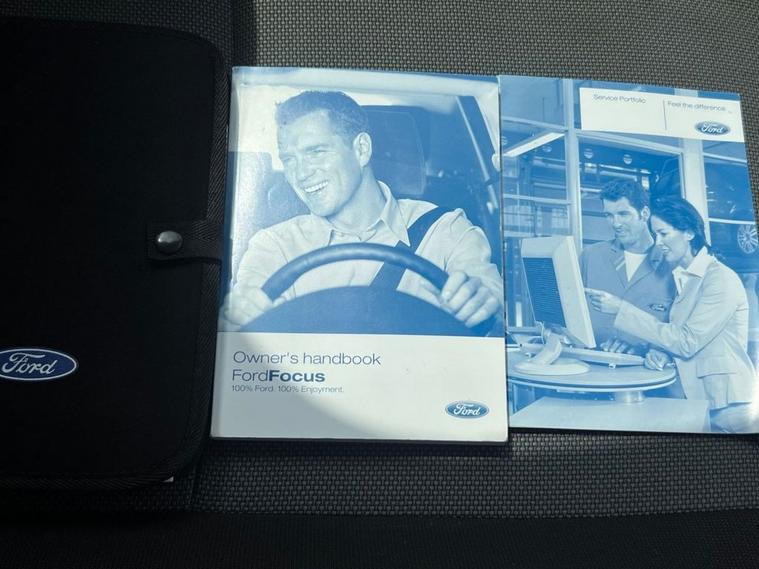 Ford
Owner's handbook
FordFocus
100% Ford. 100% Enjoyment.
Ford
Service Portfolio
Feel the difference
Ford